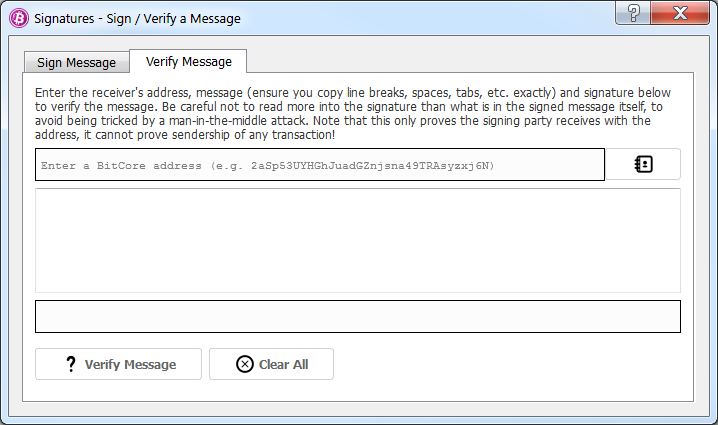 Signatures - Sign / Verify a Message
?
X
Sign Message
Verify Message
Enter the receiver's address, message (ensure you copy line breaks, spaces, tabs, etc. exactly) and signature below
to verify the message. Be careful not to read more into the signature than what is in the signed message itself, to
avoid being tricked by a man-in-the-middle attack. Note that this only proves the signing party receives with the
address, it cannot prove sendership of any transaction!
Enter a BitCore address (e.g. 2aSp53UYHGhJuadGZnjsna49TRAsyzxj6N)
? Verify Message
Clear All